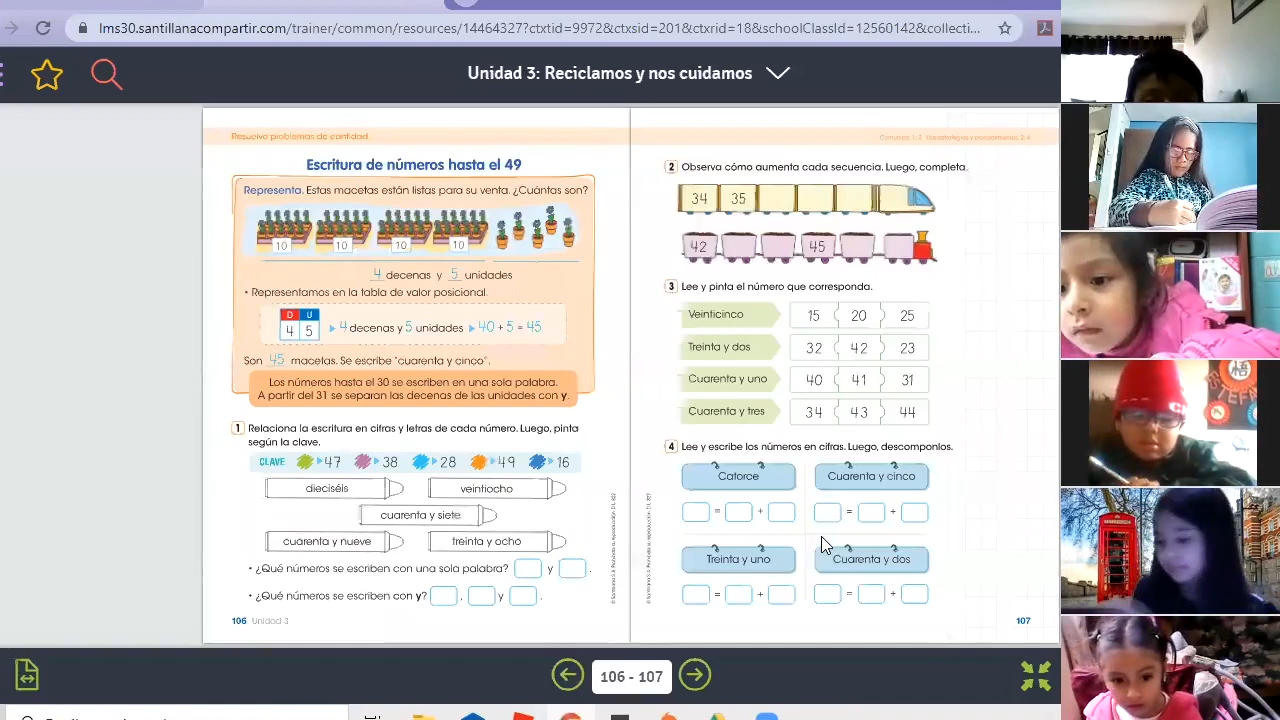 lms30.santillanacompartir.com/trainer/common/resources/14464327?ctxtid=9972&ctxsid=201&ctxrid=18&schoolClassId=12560142&collecti...
Unidad 3: Reciclamos y nos cuidamos
Resuelvo problemas de cantidad
Escritura de números hasta el 49
Representa. Estas macetas están listas para su venta. ¿Cuántas son?
10 10 10 10
4 decenas y 5 unidades
• Representamos en la tabla de valor posicional.
D U
4 5
4 decenas y 5 unidades 40 + 5 = 45
Son 45 macetas. Se escribe "cuarenta y cinco".
Los números hasta el 30 se escriben en una sola palabra.
A partir del 31 se separan las decenas de las unidades con y.
1 Relaciona la escritura en cifras y letras de cada número. Luego, pinta
según la clave.
CLAVE 47 38 28 49 16
dieciséis veintiocho
cuarenta y siete
cuarenta y nueve treinta y ocho
• ¿Qué números se escriben con una sola palabra? y .
• ¿Qué números se escriben con y? , y .
106 Unidad 3
2 Observa cómo aumenta cada secuencia. Luego, completa.
34 35
42 45
3 Lee y pinta el número que corresponda.
Veinticinco 15 20 25
Treinta y dos 32 42 23
Cuarenta y uno 40 41 31
Cuarenta y tres 34 43 44
4 Lee y escribe los números en cifras. Luego, descomponlos.
Catorce Cuarenta y cinco
= + = +
Treinta y uno Cuarenta y dos
= + = +
107
106 - 107